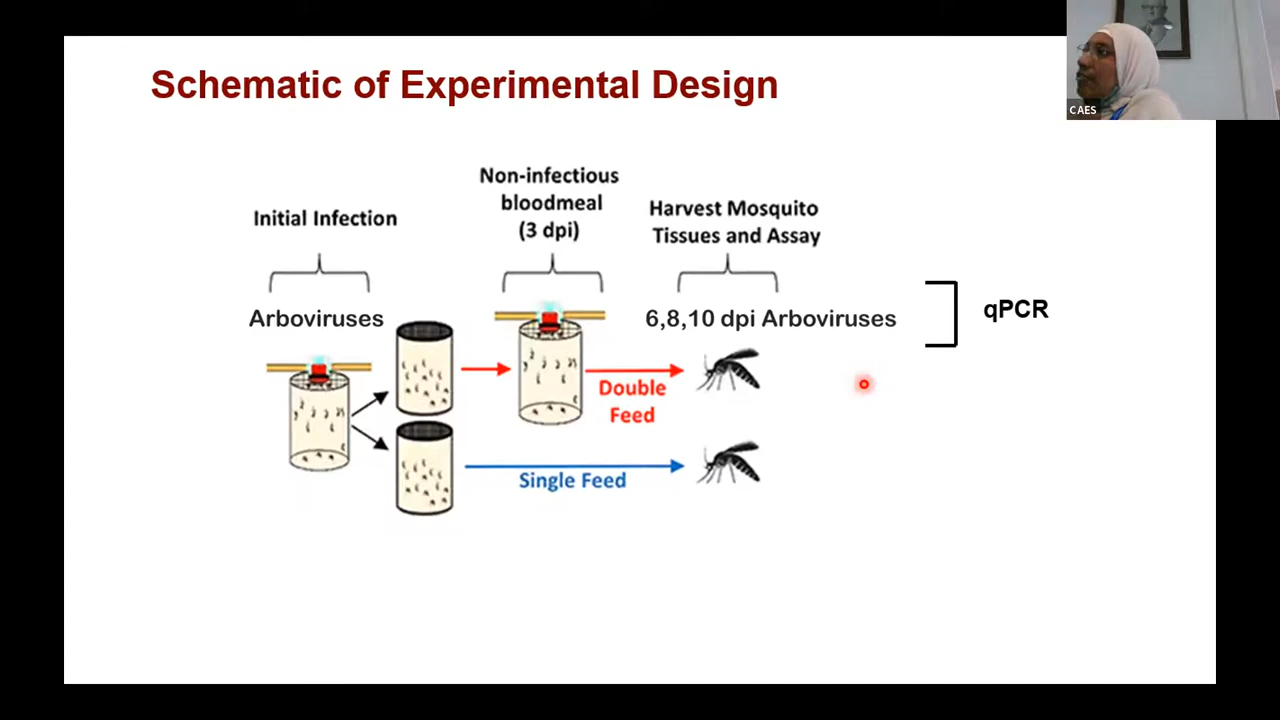 Schematic of Experimental Design
CAES
Initial Infection
Non-infectious
bloodmeal
(3 dpi)
Harvest Mosquito
Tissues and Assay
Arboviruses
6,8,10 dpi Arboviruses
qPCR
Double
Feed
Single Feed